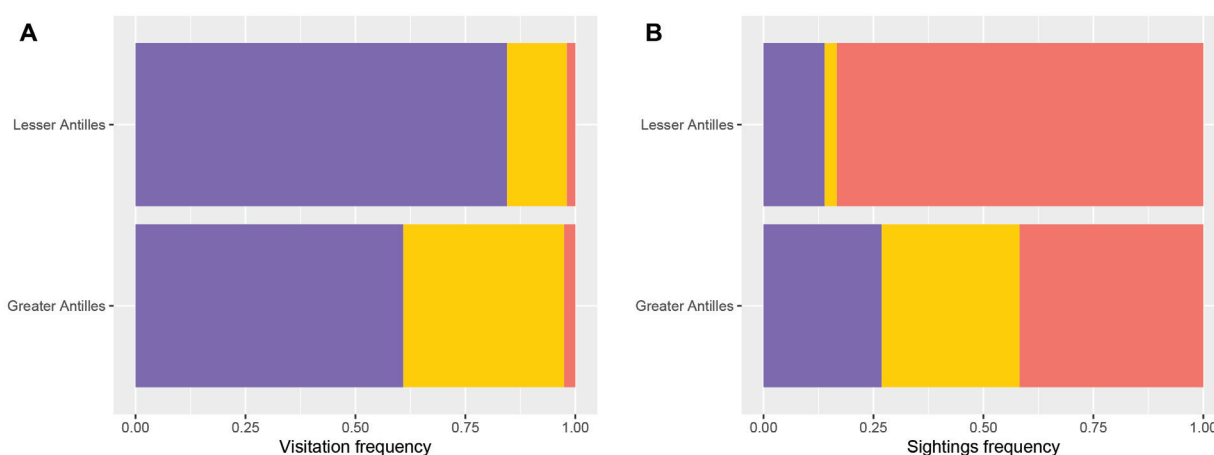 A
Lesser Antilles
Greater Antilles
0.00 0.25 0.50 0.75 1.00
Visitation frequency
B
Lesser Antilles
Greater Antilles
0.00 0.25 0.50 0.75 1.00
Sightings frequency